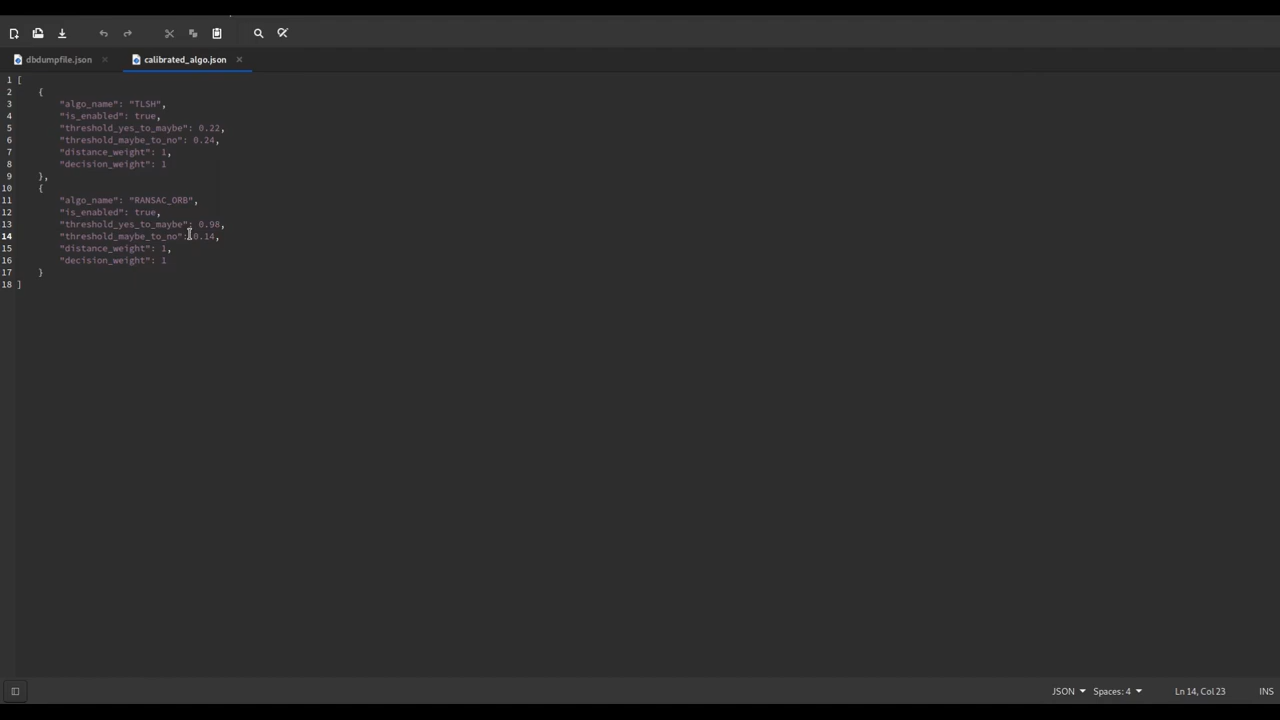 dbdumpfile.json
calibrated_algo.json
1 [
2 {
3 "algo_name": "TLSH",
4 "is_enabled": true,
5 "threshold_yes_to_maybe": 0.22,
6 "threshold_maybe_to_no": 0.24,
7 "distance_weight": 1,
8 "decision_weight": 1
9 },
10 {
11 "algo_name": "RANSAC_ORB",
12 "is_enabled": true,
13 "threshold_yes_to_maybe": 0.98,
14 "threshold_maybe_to_no": 0.14,
15 "distance_weight": 1,
16 "decision_weight": 1
17 }
18 ]
JSON Spaces: 4 Ln 14, Col 23 INS